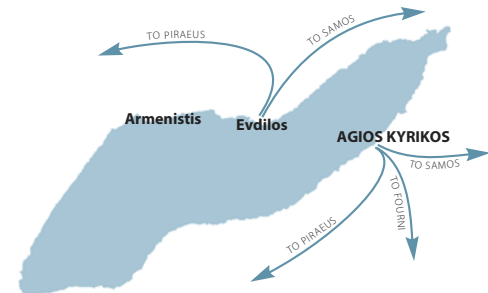 TO PIRAEUS
TO SAMOS
Armenistis
Evdilos
AGIOS KYRIKOS
TO SAMOS
TO FOURNI
TO PIRAEUS